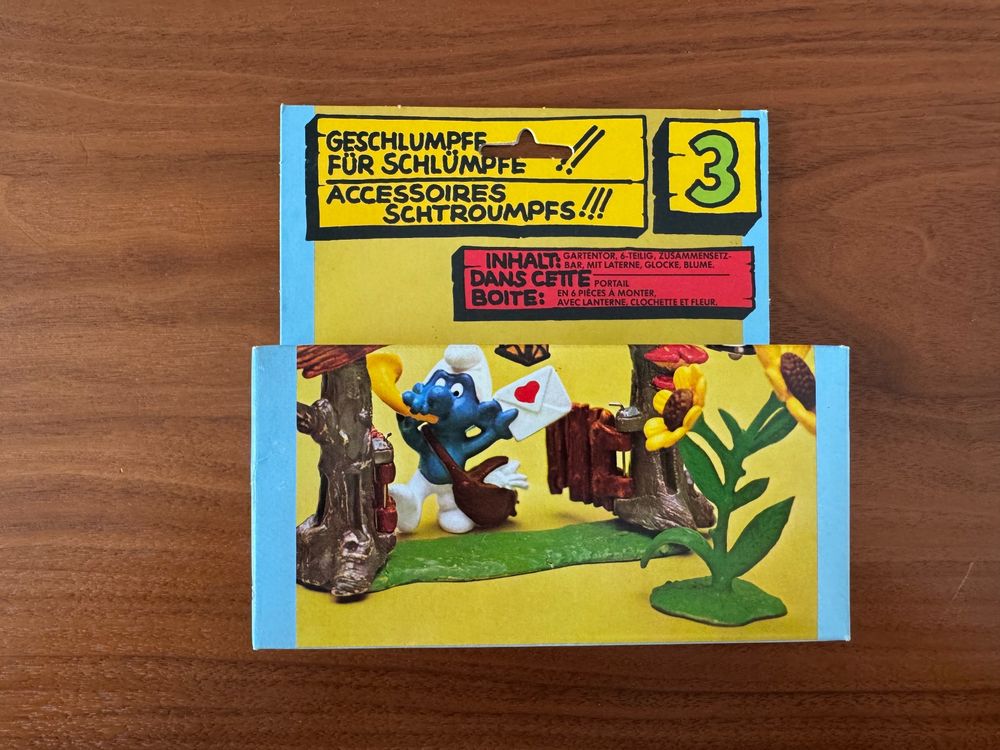 GESCHLUMPFF
FÜR SCHLÜMPFE !!
ACCESSOIRES
SCHTROUMPFS!!!
3
INHALT: GARTENTOR, 6-TEILIG, ZUSAMMENSETZ-
BAR, MIT LATERNE, GLOCKE, BLUME.
DANS CETTE PORTAIL
BOITE: EN 6 PIÈCES À MONTER,
AVEC LANTERNE, CLOCHETTE ET FLEUR.